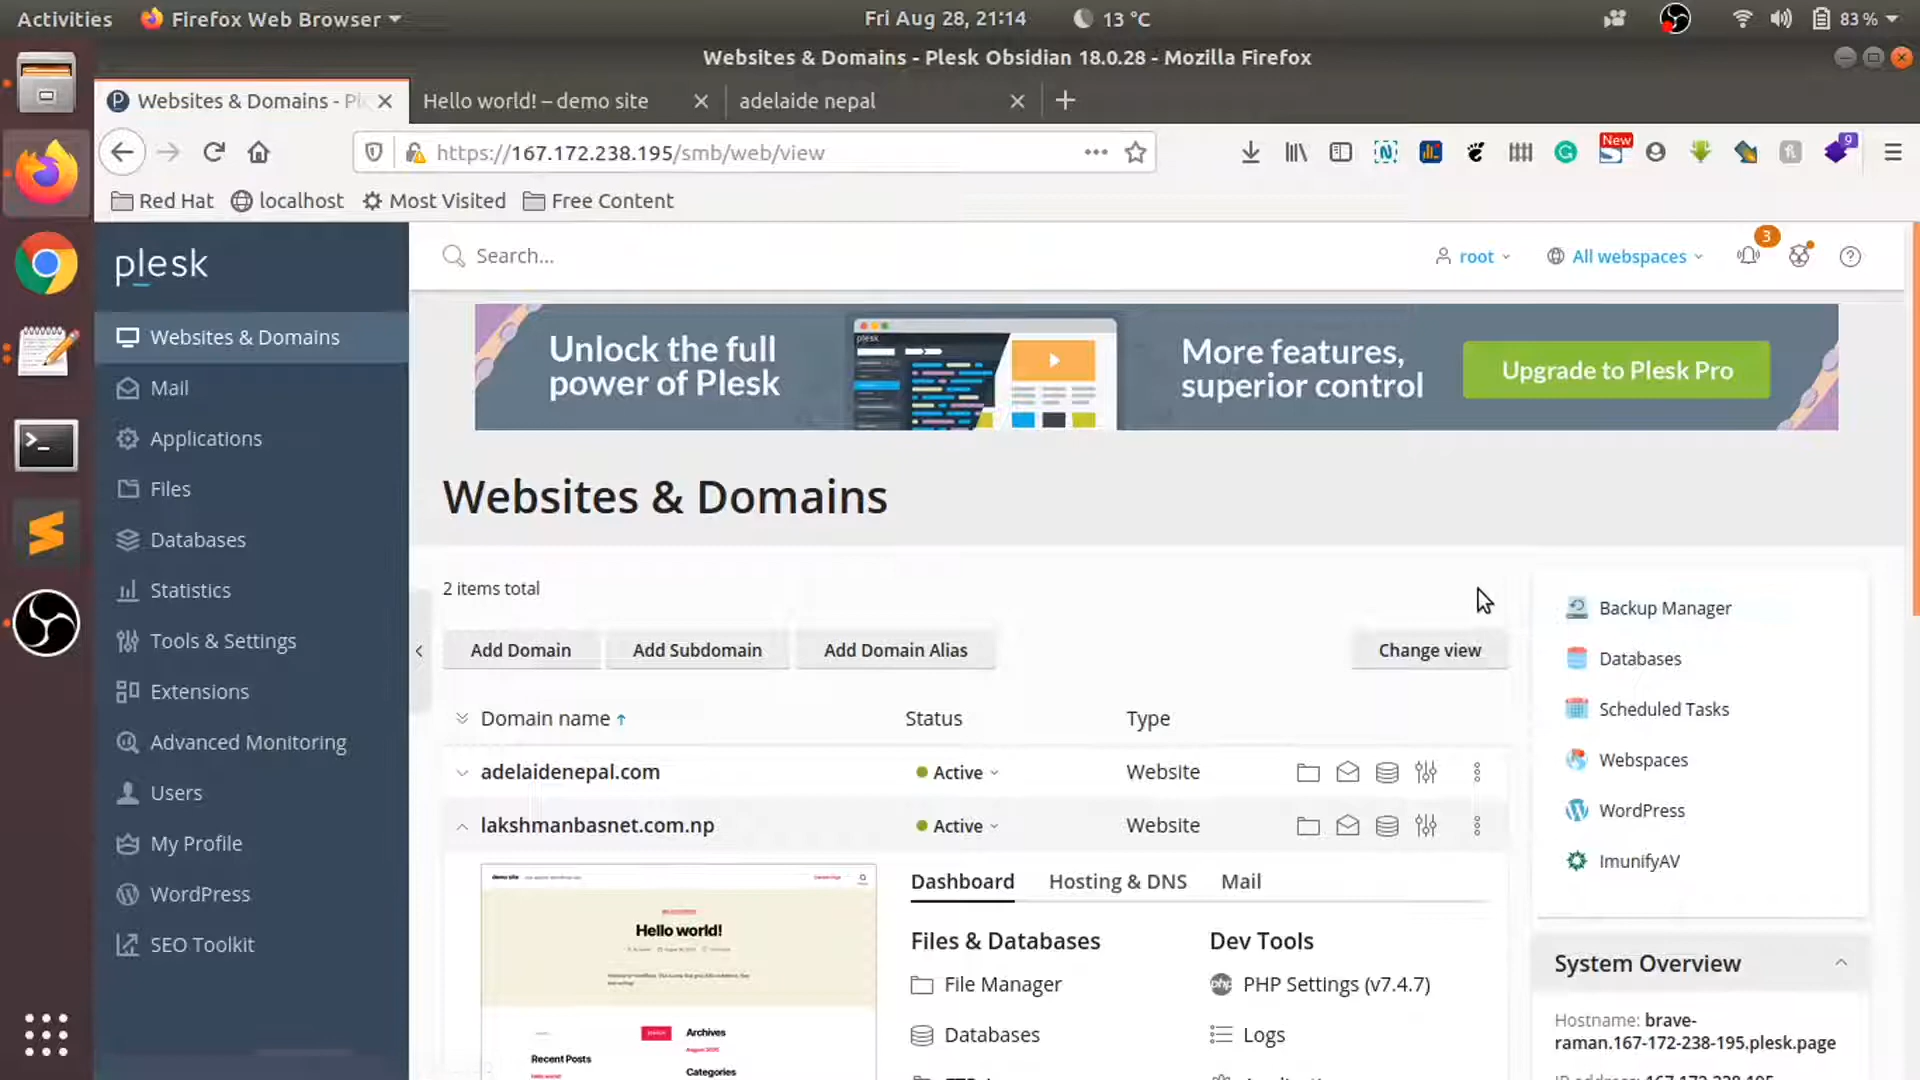 Activities
Firefox Web Browser
Fri Aug 28, 21:14
13 °C
83 %
Websites & Domains - Plesk Obsidian 18.0.28 - Mozilla Firefox
Websites & Domains - Pl
Hello world! – demo site
adelaide nepal
https://167.172.238.195/smb/web/view
New
9
Red Hat
localhost
Most Visited
Free Content
plesk
Search...
root
All webspaces
3
Websites & Domains
Mail
Applications
Files
Databases
Statistics
Tools & Settings
Extensions
Advanced Monitoring
Users
My Profile
WordPress
SEO Toolkit
Unlock the full
power of Plesk
plesk
More features,
superior control
Upgrade to Plesk Pro
Websites & Domains
2 items total
Add Domain
Add Subdomain
Add Domain Alias
Change view
Domain name
Status
Type
adelaidenepal.com
Active
Website
lakshmanbasnet.com.np
Active
Website
demo site
Hello world!
Recent Posts
Archives
Categories
Dashboard
Hosting & DNS
Mail
Files & Databases
File Manager
Databases
Dev Tools
php
PHP Settings (v7.4.7)
Logs
Backup Manager
Databases
Scheduled Tasks
Webspaces
WordPress
ImunifyAV
System Overview
Hostname: brave-
raman.167-172-238-195.plesk.page